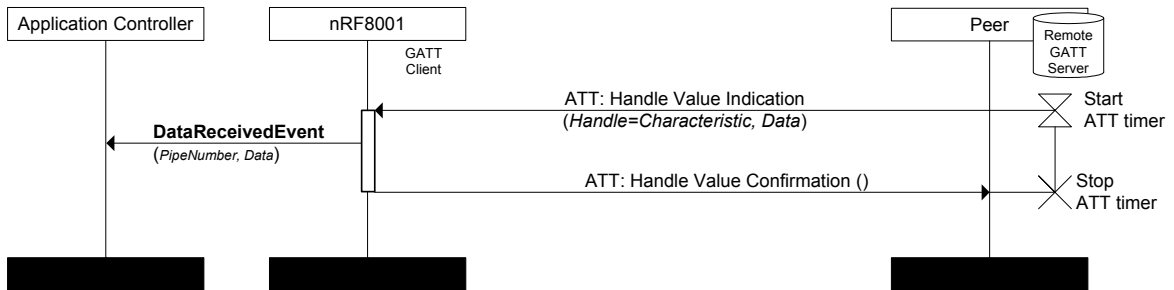 Application Controller
nRF8001
Peer
Remote
GATT
Server
GATT
Client
ATT: Handle Value Indication
(Handle=Characteristic, Data)
Start
ATT timer
DataReceivedEvent
(PipeNumber, Data)
ATT: Handle Value Confirmation ()
Stop
ATT timer